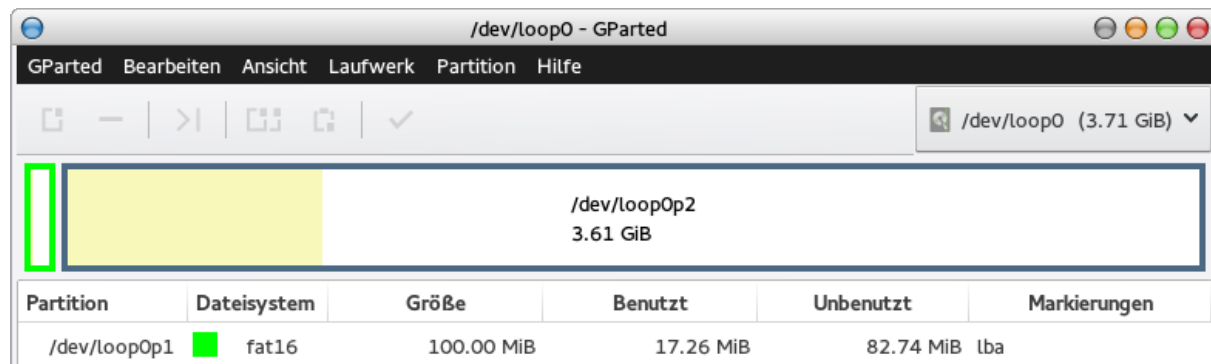 /dev/loop0 - GParted
GParted Bearbeiten Ansicht Laufwerk Partition Hilfe
/dev/loop0 (3.71 GiB)
/dev/loop0p2
3.61 GiB
Partition Dateisystem Größe Benutzt Unbenutzt Markierungen
/dev/loop0p1 fat16 100.00 MiB 17.26 MiB 82.74 MiB lba